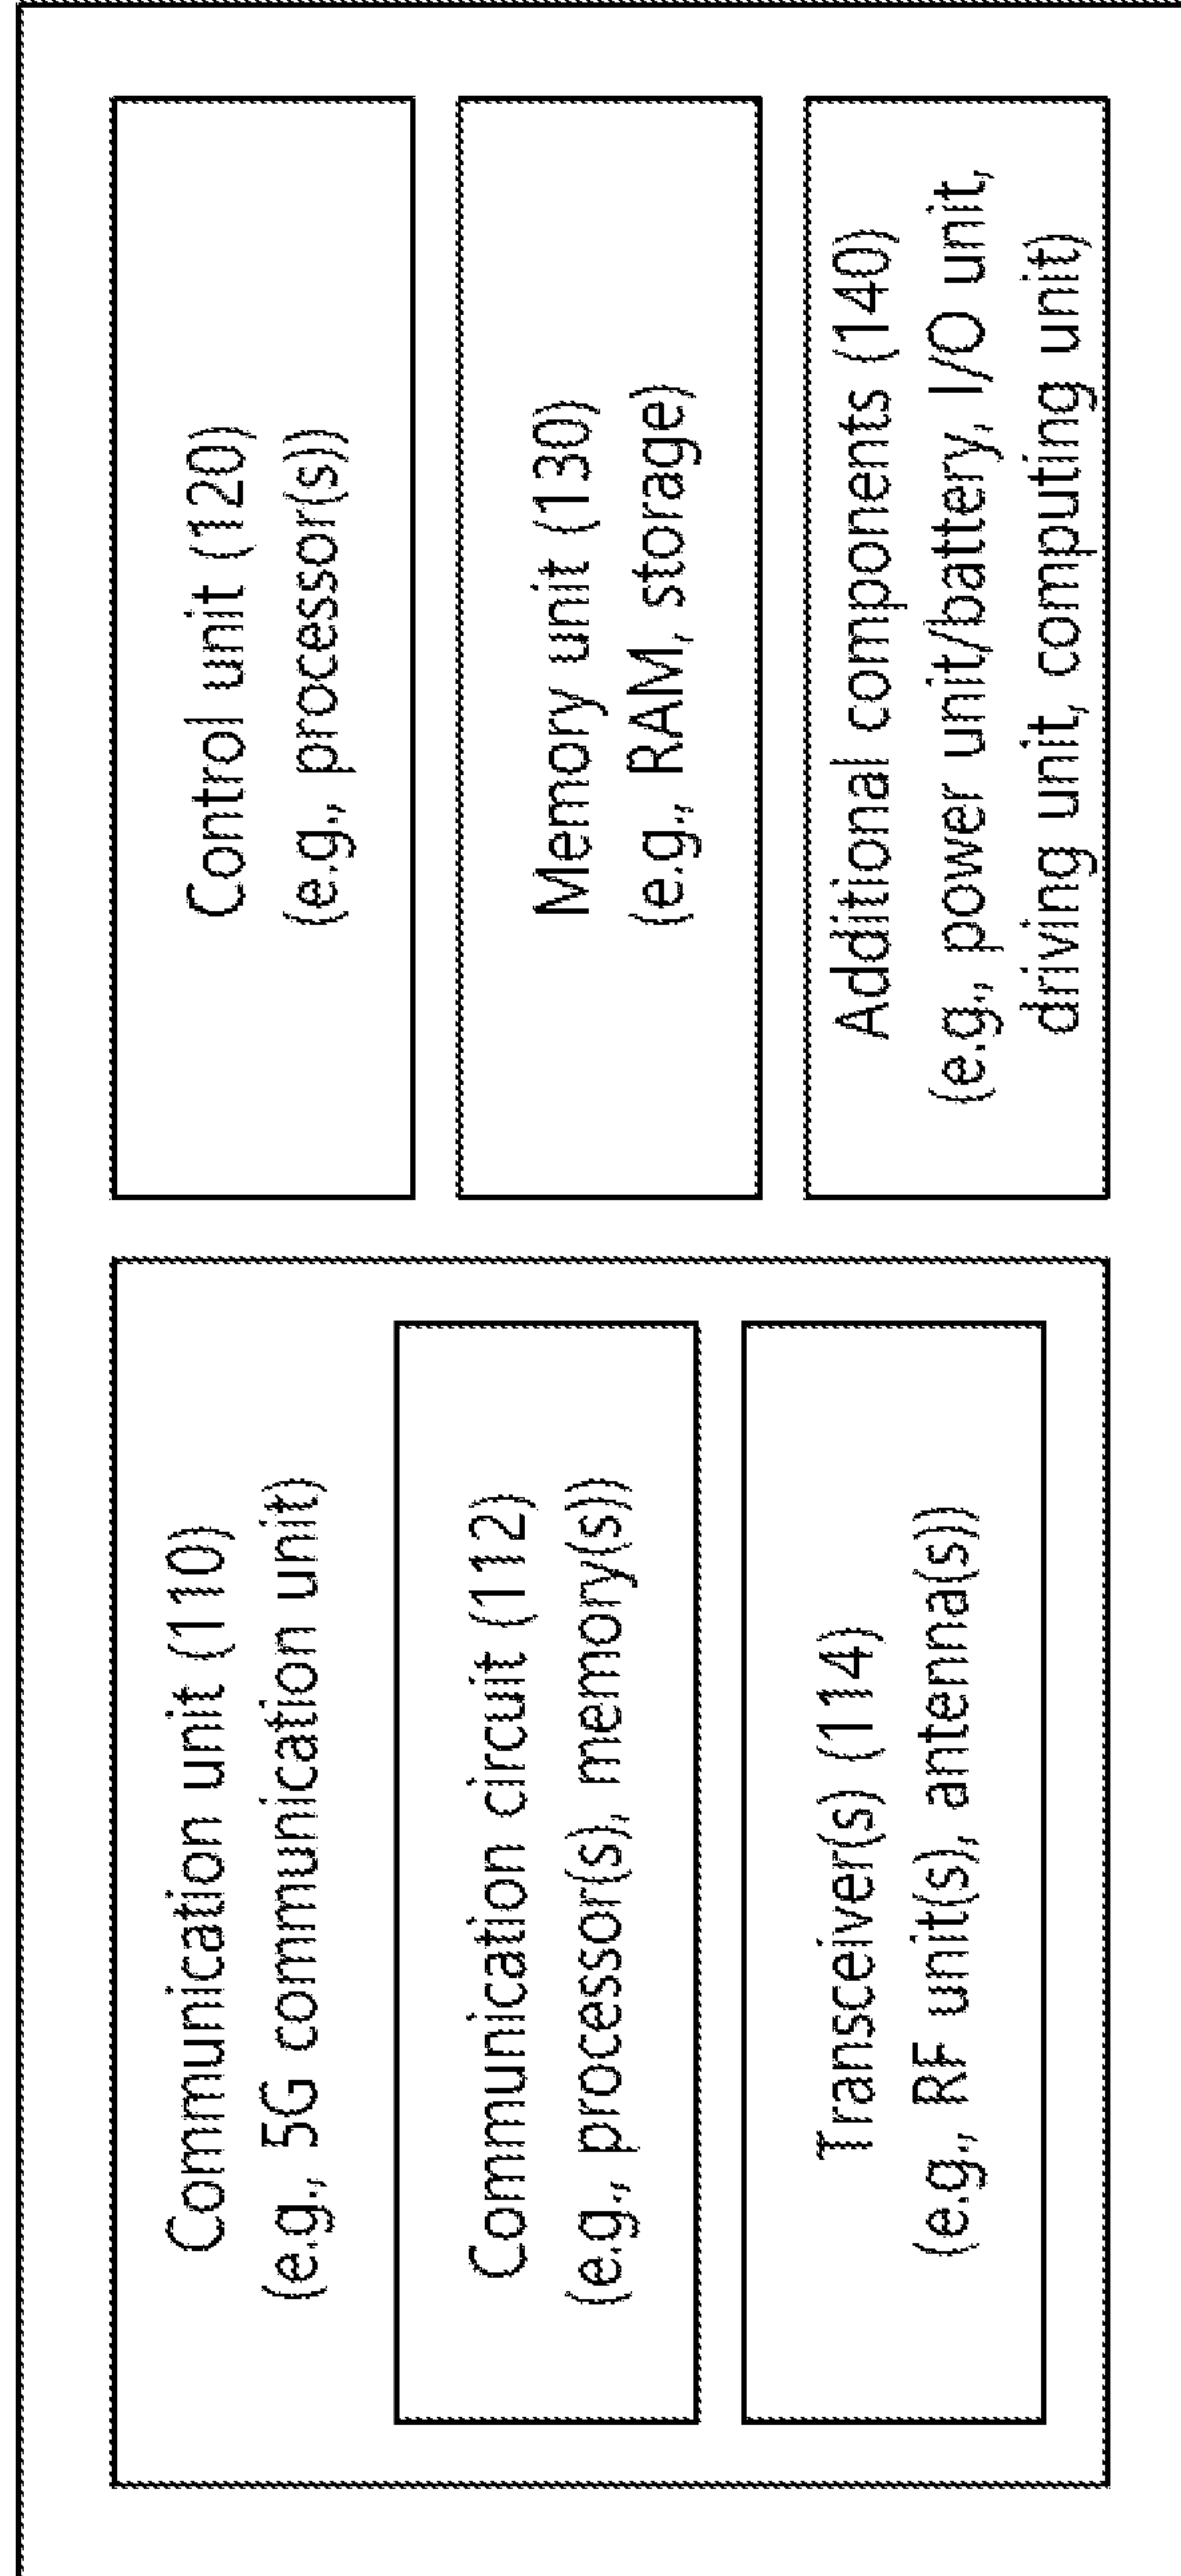 Communication unit (110)
(e.g., 5G communication unit)
Communication circuit (112)
(e.g., processor(s), memory(s))
Transceiver(s) (114)
(e.g., RF unit(s), antenna(s))
Control unit (120)
(e.g., processor(s))
Memory unit (130)
(e.g., RAM, storage)
Additional components (140)
(e.g., power unit/battery, I/O unit,
driving unit, computing unit)